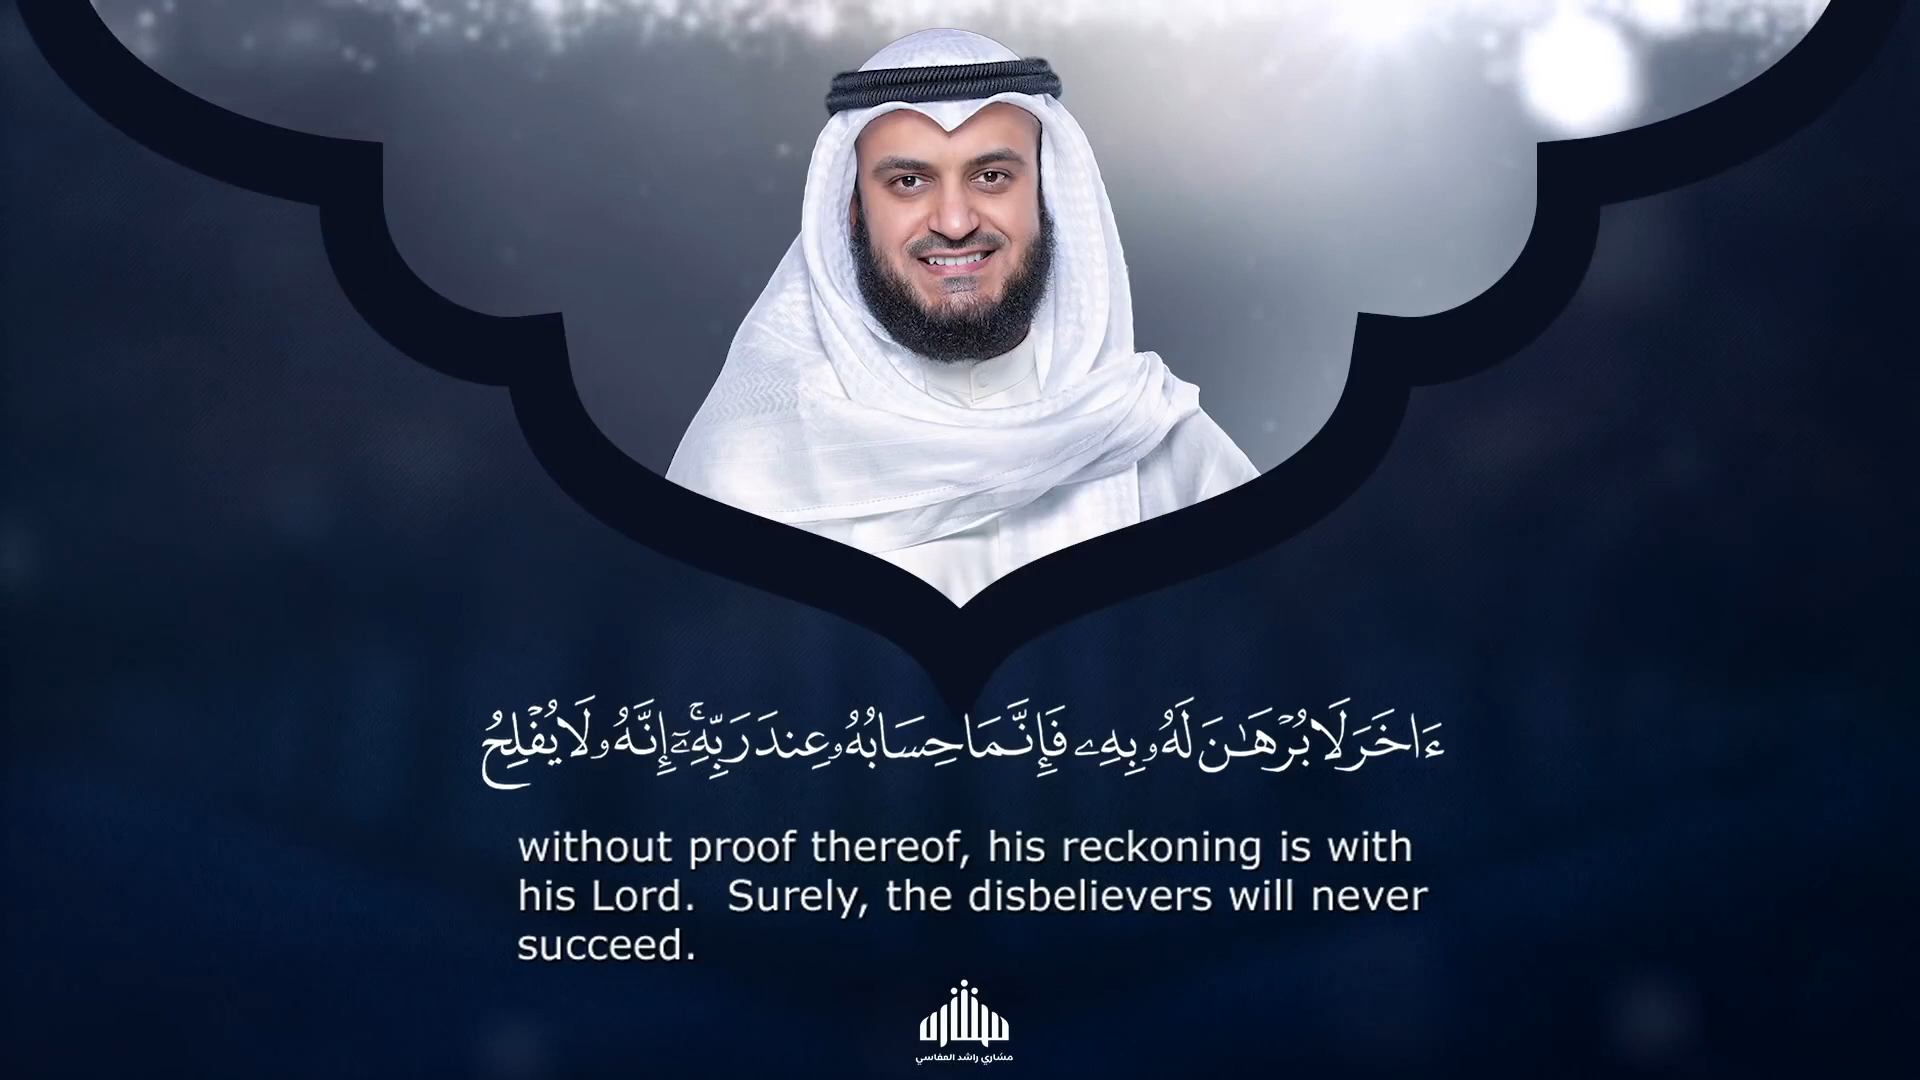 ءَاخَرَ لَا بُرْهَـٰنَ لَهُۥ بِهِۦ فَإِنَّمَا حِسَابُهُۥ عِندَ رَبِّهِۦٓ ۚ إِنَّهُۥ لَا يُفْلِحُ
without proof thereof, his reckoning is with
his Lord. Surely, the disbelievers will never
succeed.
مشاري راشد العفاسي